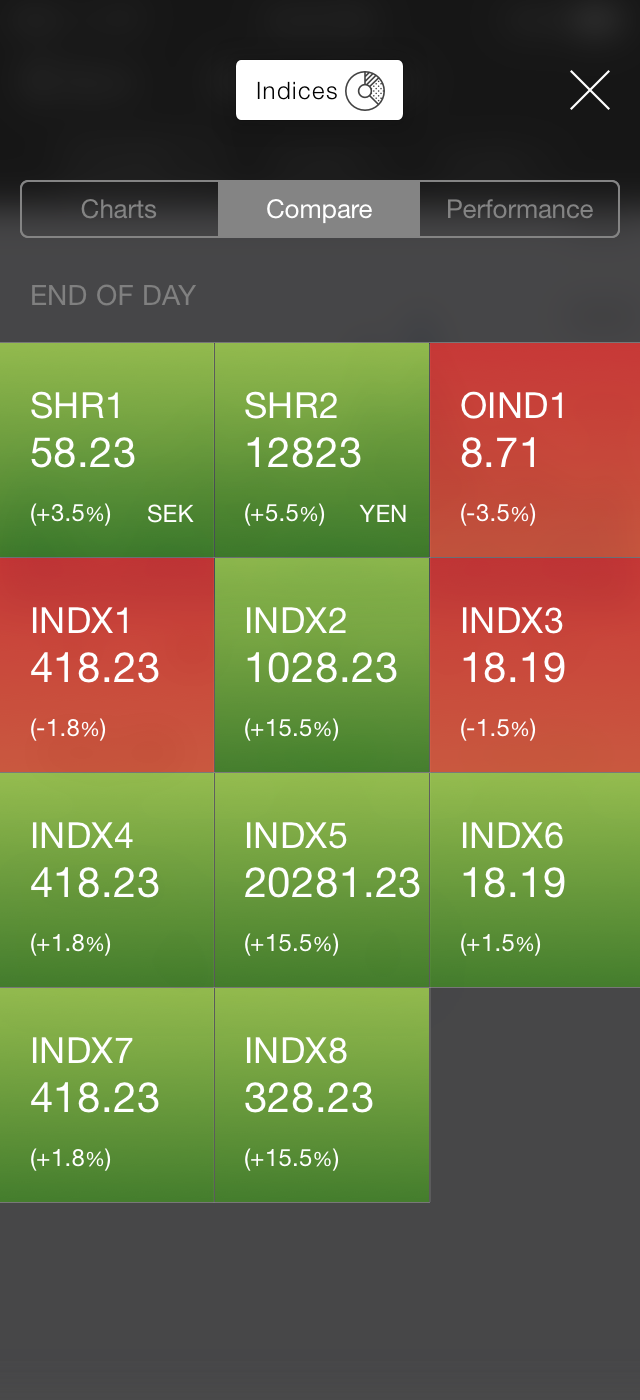 Indices
Charts Compare Performance
END OF DAY
SHR1
58.23
(+3.5%) SEK
SHR2
12823
(+5.5%) YEN
OIND1
8.71
(-3.5%)
INDX1
418.23
(-1.8%)
INDX2
1028.23
(+15.5%)
INDX3
18.19
(-1.5%)
INDX4
418.23
(+1.8%)
INDX5
20281.23
(+15.5%)
INDX6
18.19
(+1.5%)
INDX7
418.23
(+1.8%)
INDX8
328.23
(+15.5%)